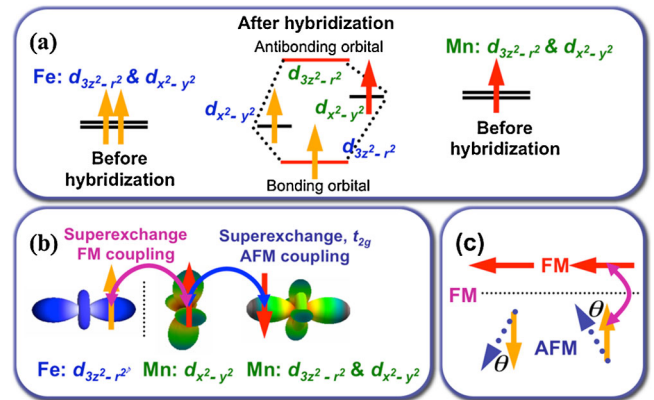 (a)
After hybridization
Antibonding orbital
Fe: d3z²- r² & dx²- y²
Mn: d3z²- r² & dx²- y²
d3z²- r²
dx²- y²
dx²- y²
d3z²- r²
Before
hybridization
Bonding orbital
Before
hybridization
(b)
Superexchange
FM coupling
Superexchange, t2g
AFM coupling
Fe: d3z²- r²
Mn: dx²- y²
Mn: d3z²- r² & dx²- y²
(c)
FM
FM
θ
θ
AFM